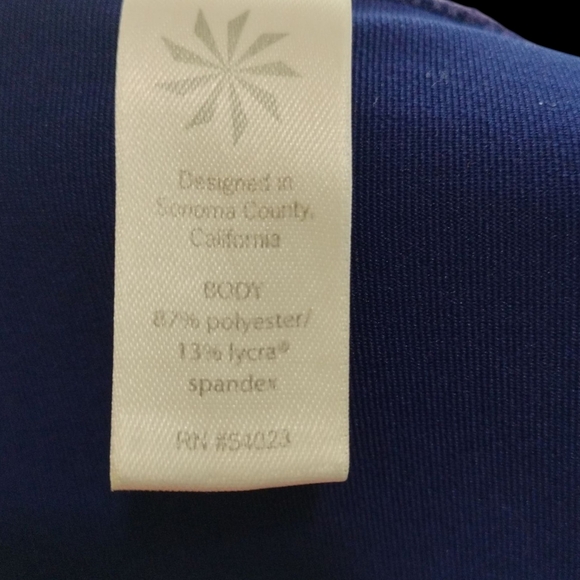 Designed in
Sonoma County,
California
BODY
87% polyester/
13% lycra®
spandex
RN #54023